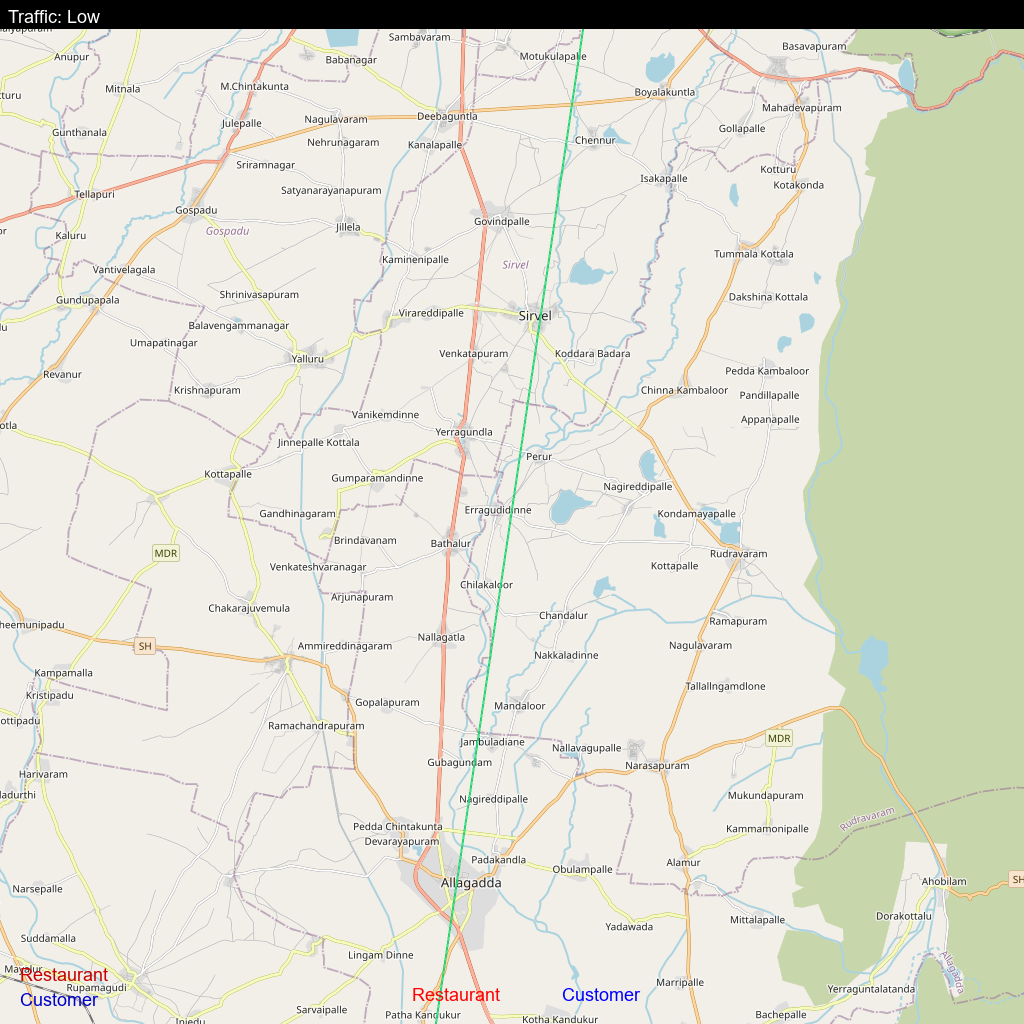 Traffic: Low
Sambavaram
Anupur
Babanagar
Motukulapalle
Basavapuram
Mitnala
M.Chintakunta
Boyalakuntla
Mahadevapuram
Gunthanala
Julepalle
Nagulavaram
Deebaguntla
Gollapalle
Nehrunagaram
Kanalapalle
Chennur
Sriramnagar
Kotturu
Satyanarayanapuram
Isakapalle
Kotakonda
Tellapuri
Gospadu
Jillela
Govindpalle
Gospadu
Kaluru
Kaminenipalle
Sirvel
Tummala Kottala
Vantivelagala
Gundupapala
Shrinivasapuram
Dakshina Kottala
Virareddipalle
Sirvel
Balavengammanagar
Umapatinagar
Yalluru
Venkatapuram
Koddara Badara
Revanur
Krishnapuram
Chinna Kambaloor
Pedda Kambaloor
Pandillapalle
Vanikemdinne
Appanapalle
Jinnepalle Kottala
Yerragundla
Perur
Kottapalle
Gumparamandinne
Nagireddipalle
Gandhinagaram
Erragudidinne
Kondamayapalle
MDR
Brindavanam
Bathalur
Rudravaram
Venkateshvaranagar
Kottapalle
Chilakaloor
Arjunapuram
Chakarajuvemula
Chandalur
Ramapuram
heemunipadu
SH
Ammireddinagaram
Nallagatla
Nagulavaram
Nakkaladinne
Kampamalla
Kristipadu
Tallallngamdlone
Gopalapuram
Mandaloor
ottipadu
Ramachandrapuram
Jambuladiane
Nallavagupalle
MDR
Harivaram
Gubagundam
Narasapuram
ladurthi
Nagireddipalle
Mukundapuram
Rudravaram
Pedda Chintakunta
Kammamonipalle
Devarayapuram
Padakandla
Alamur
Obulampalle
Narsepalle
Allagadda
Ahobilam
SH
Dorakottalu
Mittalapalle
Yadawada
Suddamalla
Lingam Dinne
Allagadda
Mayalur
Restaurant
Rupamagudi
Customer
Restaurant
Customer
Marripalle
Yerraguntalatanda
Sarvaipalle
Patha Kandukur
Kotha Kandukur
Bachepalle
Injedu